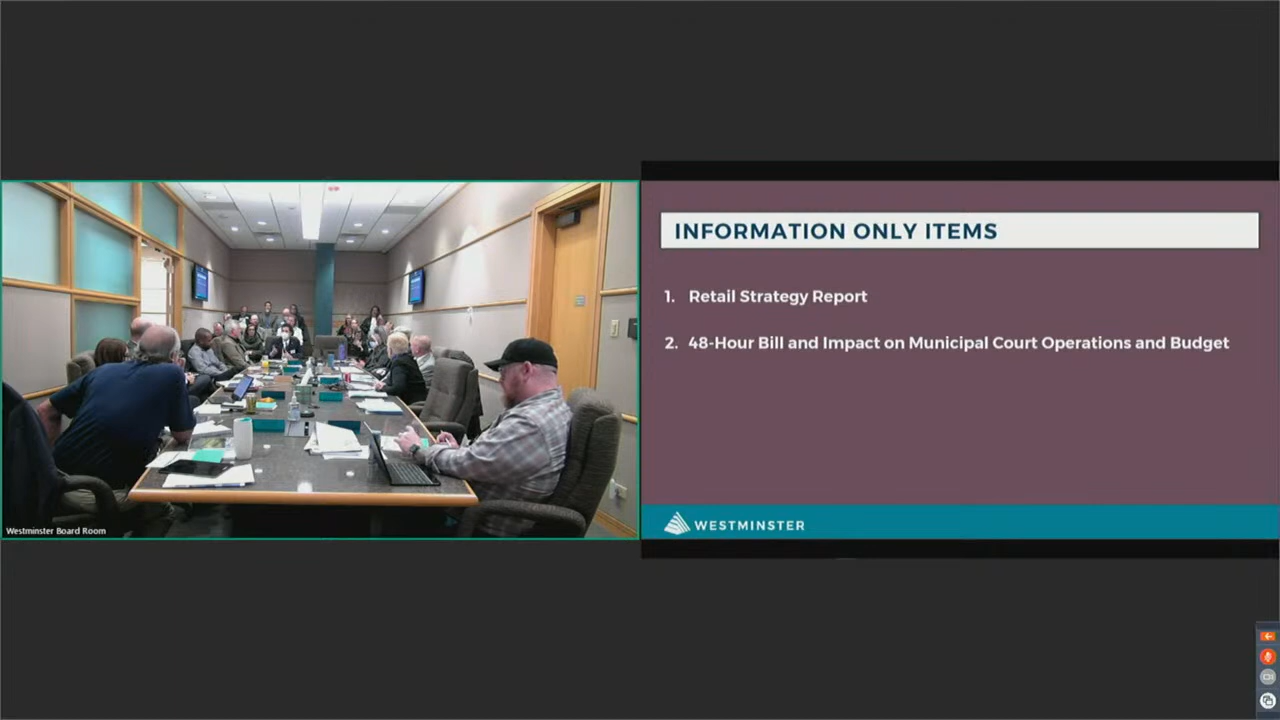 INFORMATION ONLY ITEMS
1. Retail Strategy Report
2. 48-Hour Bill and Impact on Municipal Court Operations and Budget
WESTMINSTER
Westminster Board Room